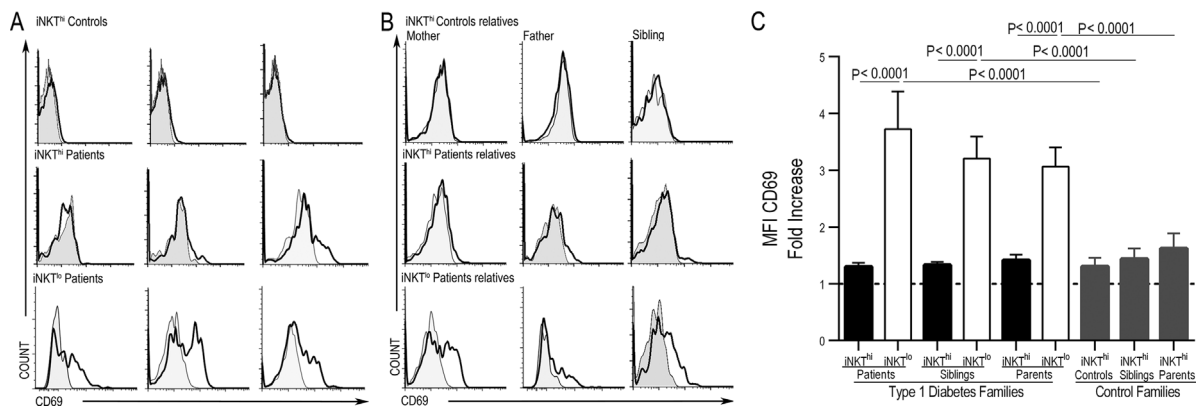 A
iNKThi Controls
iNKThi Patients
iNKTlo Patients
COUNT
CD69
B
iNKThi Controls relatives
Mother Father Sibling
iNKThi Patients relatives
iNKTlo Patients relatives
COUNT
CD69
C
P< 0.0001 P< 0.0001
P< 0.0001 P< 0.0001
P< 0.0001 P< 0.0001
MFI CD69
Fold Increase
5
4
3
2
1
0
iNKThi iNKTlo iNKThi iNKTlo iNKThi iNKTlo iNKThi iNKThi iNKThi
Patients Siblings Parents Controls Siblings Parents
Type 1 Diabetes Families Control Families